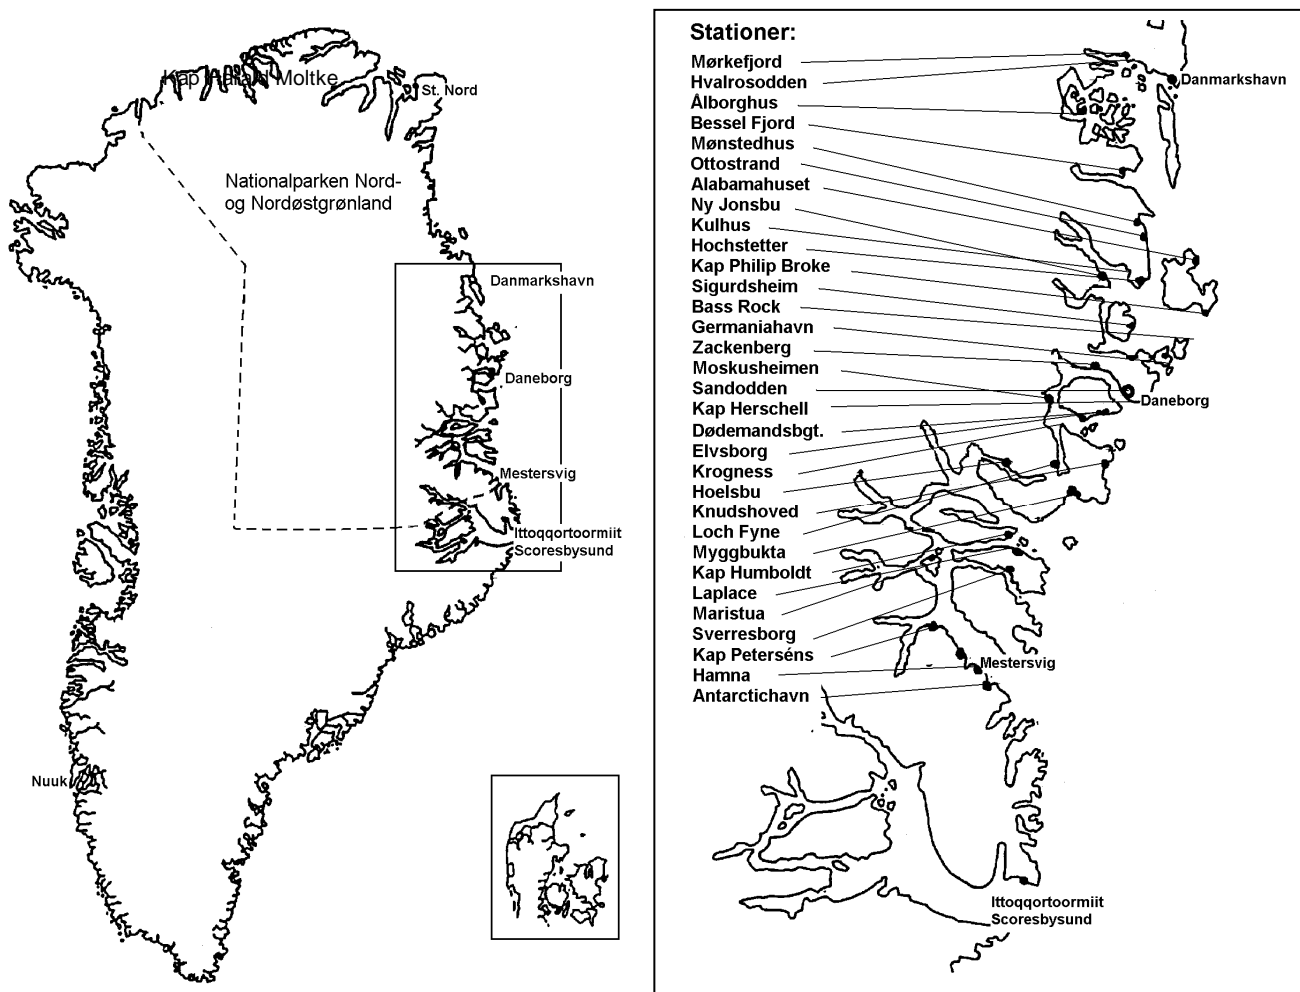 Kap Harald Moltke
St. Nord
Nationalparken Nord-
og Nordøstgrønland
Danmarkshavn
Daneborg
Mestersvig
Ittoqqortoormiit
Scoresbysund
Nuuk
Stationer:
Mørkefjord
Hvalrosodden
Ålborghus
Bessel Fjord
Mønstedhus
Ottostrand
Alabamahuset
Ny Jonsbu
Kulhus
Hochstetter
Kap Philip Broke
Sigurdsheim
Bass Rock
Germaniahavn
Zackenberg
Moskusheimen
Sandodden
Kap Herschell
Dødemandsbgt.
Elvsborg
Krogness
Hoelsbu
Knudshoved
Loch Fyne
Myggbukta
Kap Humboldt
Laplace
Maristua
Sverresborg
Kap Peterséns
Hamna
Antarctichavn
Danmarkshavn
Daneborg
Mestersvig
Ittoqqortoormiit
Scoresbysund